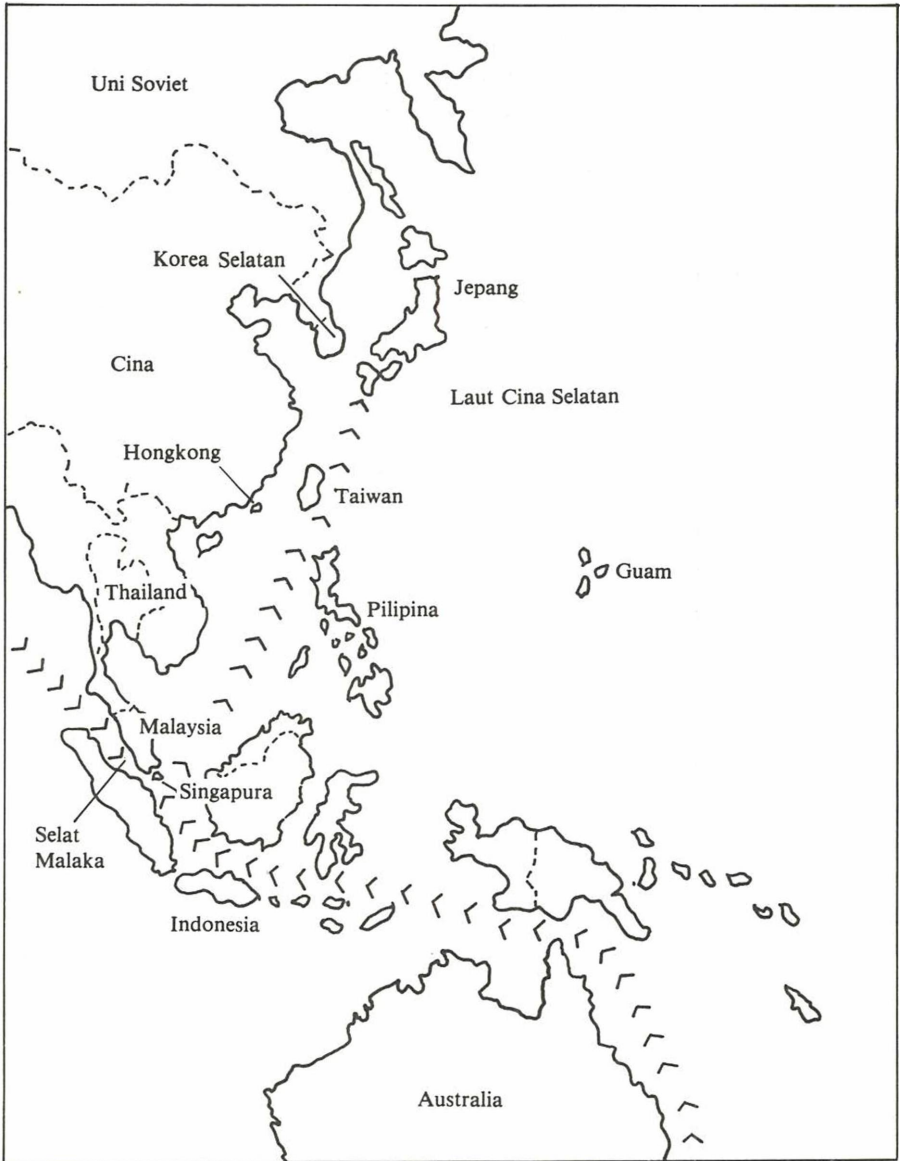 Uni Soviet
Korea Selatan
Jepang
Cina
Laut Cina Selatan
Hongkong
Taiwan
Guam
Thailand
Pilipina
Malaysia
Singapura
Selat
Malaka
Indonesia
Australia